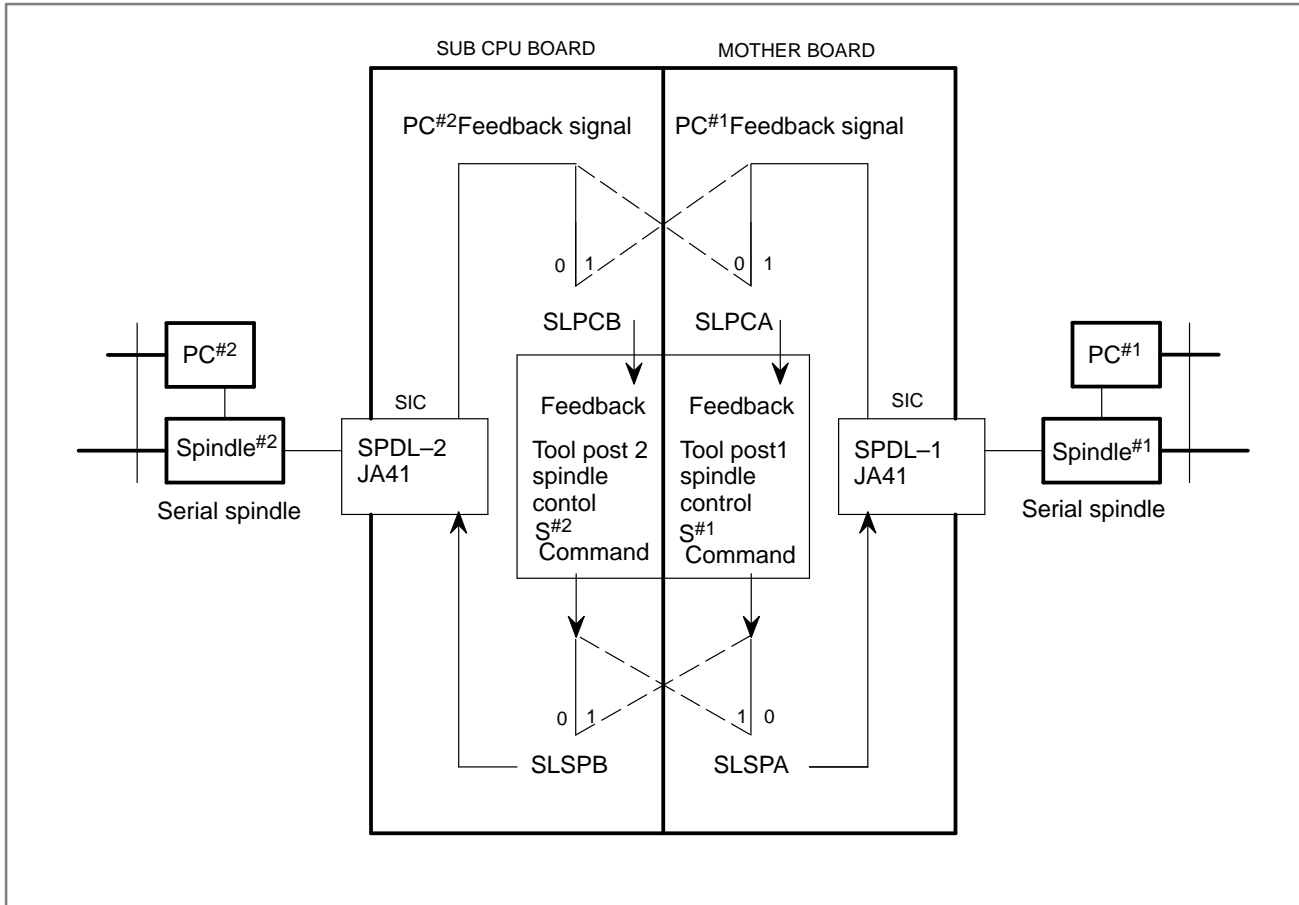 SUB CPU BOARD
MOTHER BOARD
PC#2Feedback signal
PC#1Feedback signal
0 1
0 1
SLPCB
SLPCA
PC#2
PC#1
Feedback
Feedback
SIC
SIC
Spindle#2
SPDL–2
JA41
Tool post 2
spindle
contol
S#2
Command
Tool post1
spindle
control
S#1
Command
SPDL–1
JA41
Spindle#1
Serial spindle
Serial spindle
0 1
1 0
SLSPB
SLSPA